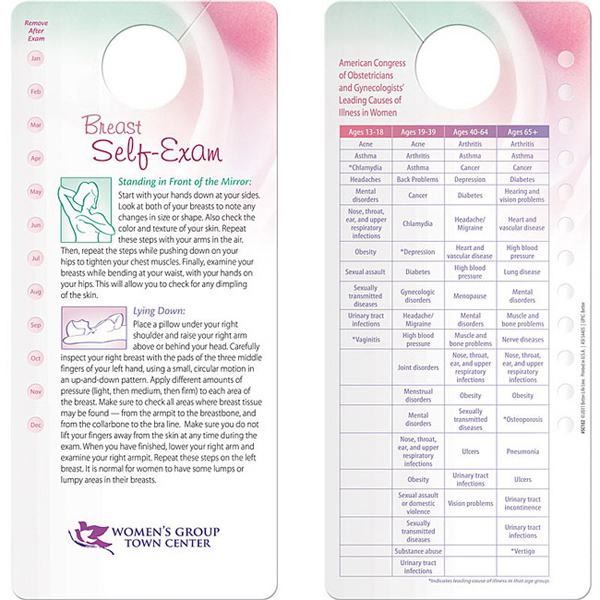 Remove
After
Exam
Jan
Feb
Mar
Apr
May
Jun
Jul
Aug
Sep
Oct
Nov
Dec
Breast
Self-Exam
Standing in Front of the Mirror:
Start with your hands down at your sides.
Look at both of your breasts to note any
changes in size or shape. Also check the
color and texture of your skin. Repeat
these steps with your arms in the air.
Then, repeat the steps while pushing down on your
hips to tighten your chest muscles. Finally, examine your
breasts while bending at your waist, with your hands on
your hips. This will allow you to check for any dimpling
of the skin.
Lying Down:
Place a pillow under your right
shoulder and raise your right arm
above or behind your head. Carefully
inspect your right breast with the pads of the three middle
fingers of your left hand, using a small, circular motion in
an up-and-down pattern. Apply different amounts of
pressure (light, then medium, then firm) to each area of
the breast. Make sure to check all areas where breast tissue
may be found — from the armpit to the breastbone, and
from the collarbone to the bra line. Make sure you do not
lift your fingers away from the skin at any time during the
exam. When you have finished, lower your right arm and
examine your right armpit. Repeat these steps on the left
breast. It is normal for women to have some lumps or
lumpy areas in their breasts.
WOMEN'S GROUP
TOWN CENTER
American Congress
of Obstetricians
and Gynecologists'
Leading Causes of
Illness in Women
Ages 13-18 Ages 19-39 Ages 40-64 Ages 65+
Acne Acne Arthritis Arthritis
Asthma Asthma Asthma Asthma
*Chlamydia Asthma Cancer Cancer
Headaches Back Problems Depression Diabetes
Mental disorders Cancer Diabetes Hearing and vision problems
Nose, throat, ear, and upper respiratory infections Chlamydia Headache/ Migraine Heart and vascular disease
Obesity *Depression Heart and vascular disease High blood pressure
Sexual assault Diabetes High blood pressure Lung disease
Sexually transmitted diseases Gynecologic disorders Menopause Mental disorders
Urinary tract infections Headache/ Migraine Mental disorders Muscle and bone problems
*Vaginitis High blood pressure Muscle and bone problems Nerve diseases
Joint disorders Nose, throat, ear, and upper respiratory infections Nose, throat, ear, and upper respiratory infections
Menstrual disorders Obesity Obesity
Mental disorders Sexually transmitted diseases *Osteoporosis
Nose, throat, ear, and upper respiratory infections Ulcers Pneumonia
Obesity Urinary tract infections Ulcers
Sexual assault or domestic violence Vision problems Urinary tract incontinence
Sexually transmitted diseases Urinary tract infections
Substance abuse *Vertigo
Urinary tract infections
*Indicates leading cause of illness in that age group.